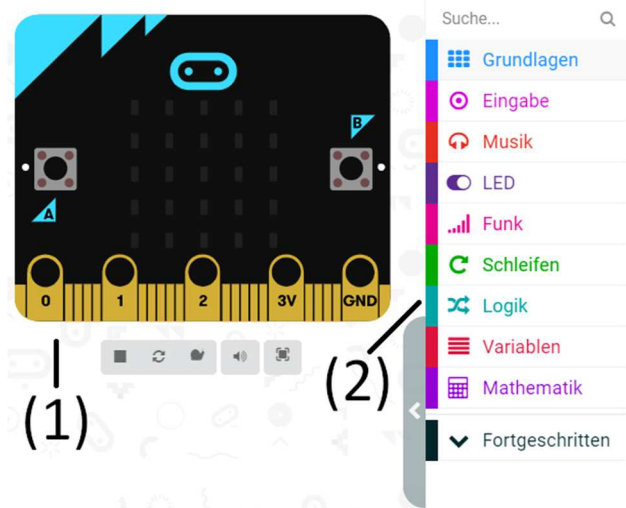 Suche...
Grundlagen
Eingabe
Musik
LED
Funk
Schleifen
Logik
Variablen
Mathematik
Fortgeschritten
B
A
0 1 2 3V GND
(1)
(2)